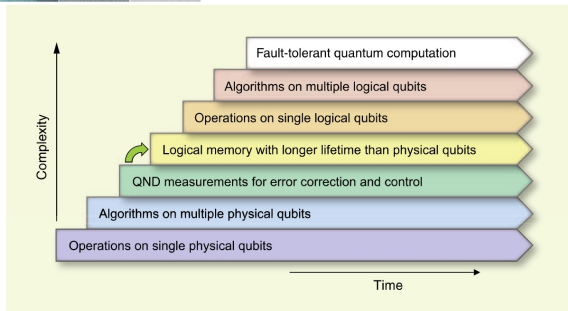 Fault-tolerant quantum computation
Algorithms on multiple logical qubits
Operations on single logical qubits
Logical memory with longer lifetime than physical qubits
QND measurements for error correction and control
Algorithms on multiple physical qubits
Operations on single physical qubits
Complexity
Time